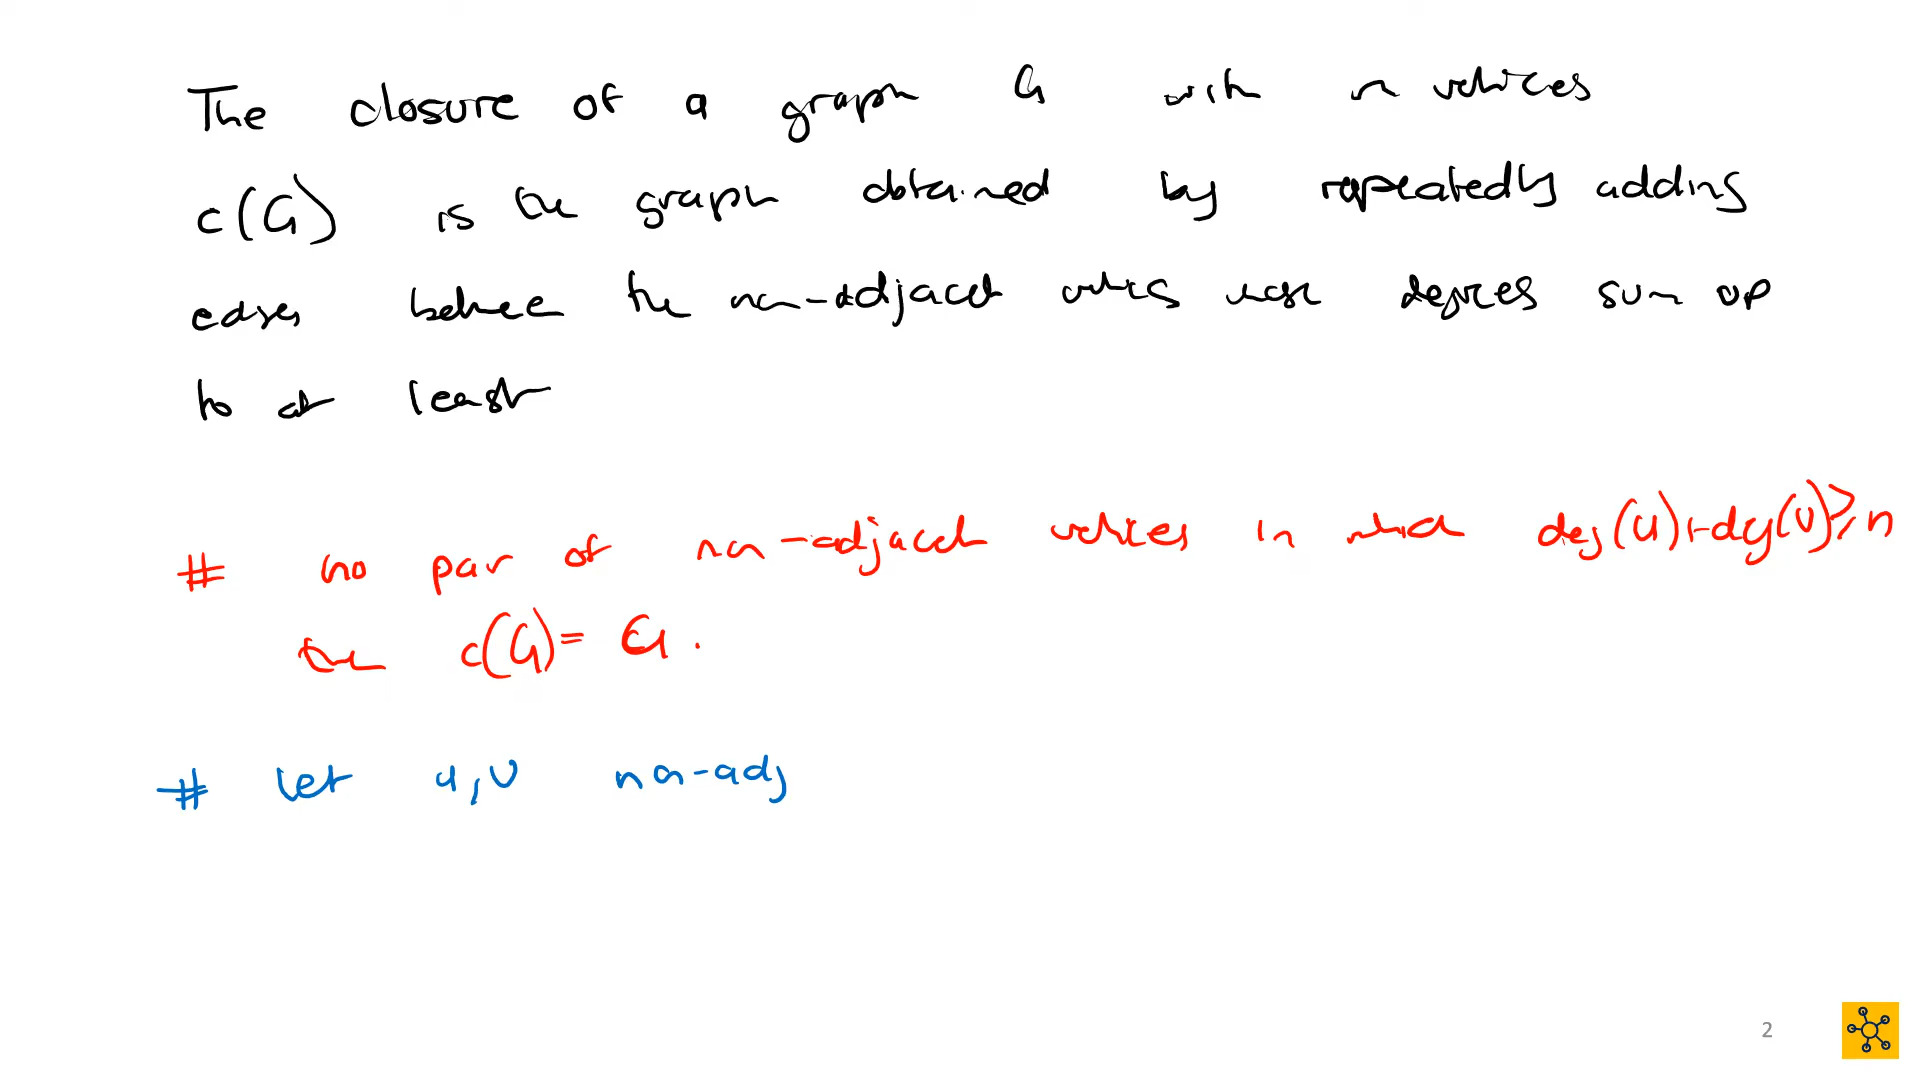 The closure of a graph G with n vertices
c(G) is the graph obtained by repeatedly adding
edges between the non-adjacent vertices whose degrees sum up
to at least
# no pair of non-adjacent vertices in which deg(u)+deg(v)⩾n
then c(G)= G.
# Let u,v non-adj
2